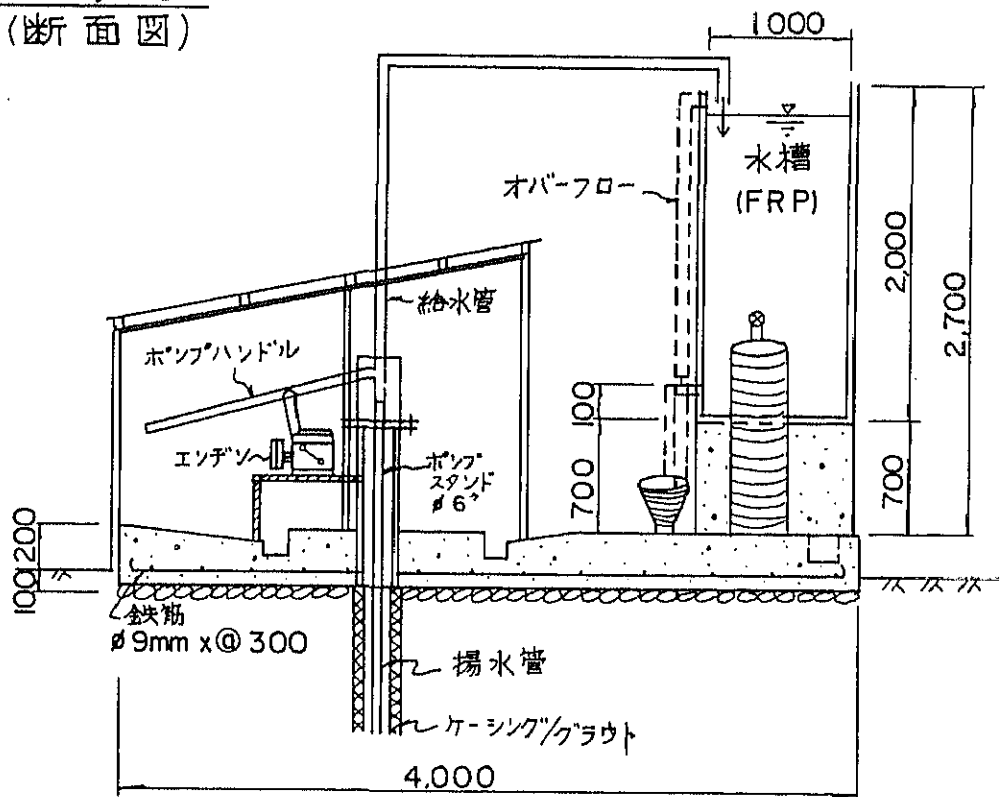 (断面図)
1000
水槽
(FRP)
オバーフロー
2,000
2,700
給水管
ポンプハンドル
エンヂン
ポンプ
スタンド
ø6"
100
700
700
200
100
鉄筋
ø9mm x@300
揚水管
ケーシング/グラウト
4,000